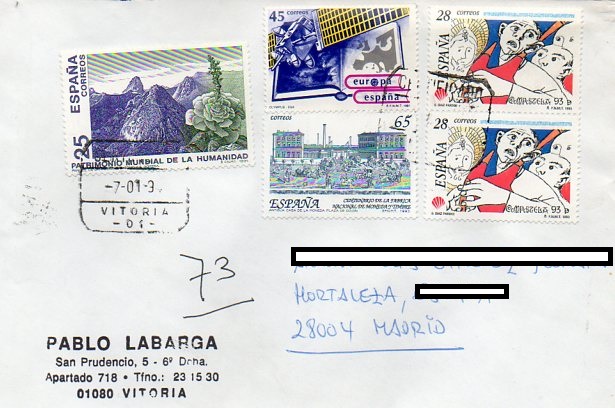 ESPAÑA
CORREOS
25
PATRIMONIO MUNDIAL DE LA HUMANIDAD
45
CORREOS
europa
españa
CORREOS
65
ESPAÑA
CENTENARIO DE LA FABRICA
NACIONAL DE MONEDA Y TIMBRE
28
CORREOS
ESPAÑA
93
28
CORREOS
ESPAÑA
93
-7-01-9
VITORIA
-01-
73
HORTALEZA,
28004 MADRID
PABLO LABARGA
San Prudencio, 5 - 6º Dcha.
Apartado 718 • Tfno.: 23 15 30
01080 VITORIA